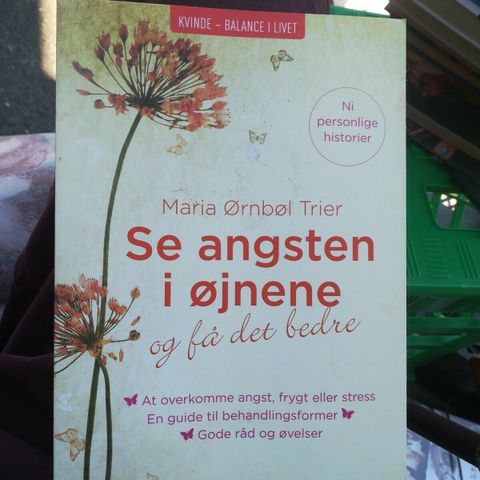 KVINDE – BALANCE I LIVET
Ni
personlige
historier
Maria Ørnbøl Trier
Se angsten
i øjnene
og få det bedre
At overkomme angst, frygt eller stress
En guide til behandlingsformer
Gode råd og øvelser